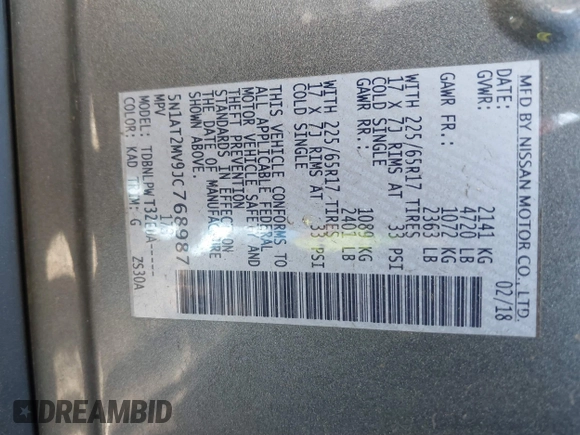 MFD BY NISSAN MOTOR CO., LTD.
DATE: 02/18
GVWR: 2141 KG
4720 LB
GAWR FR.: 1072 KG
2363 LB
WITH 225/65R17 TIRES
17 X 7J RIMS AT 33 PSI
COLD SINGLE
GAWR RR.: 1089 KG
2401 LB
WITH 225/65R17 TIRES
17 X 7J RIMS AT 33 PSI
COLD SINGLE
THIS VEHICLE CONFORMS TO
ALL APPLICABLE FEDERAL
MOTOR VEHICLE SAFETY AND
THEFT PREVENTION
STANDARDS IN EFFECT ON
THE DATE OF MANUFACTURE
SHOWN ABOVE.
5N1AT2MV9JC768987
MPV
MODEL:
COLOR: KAD TRIM: G ZS30A
DREAMBID